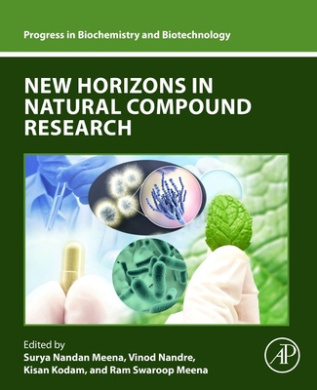 Progress in Biochemistry and Biotechnology
NEW HORIZONS IN
NATURAL COMPOUND
RESEARCH
Edited by
Surya Nandan Meena, Vinod Nandre,
Kisan Kodam, and Ram Swaroop Meena
AP